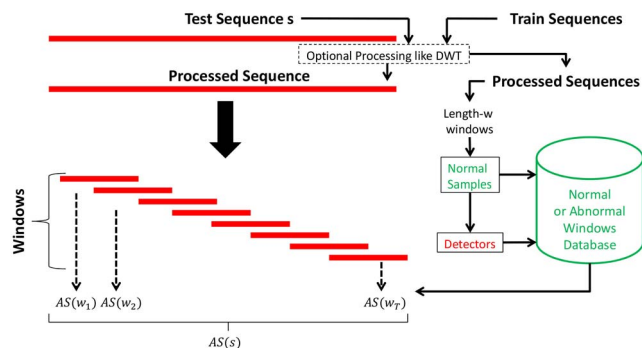 Test Sequence s
Train Sequences
Optional Processing like DWT
Processed Sequence
Processed Sequences
Length-w
windows
Normal
Samples
Detectors
Normal
or Abnormal
Windows
Database
Windows
AS(w₁) AS(w₂) AS(w_T)
AS(s)